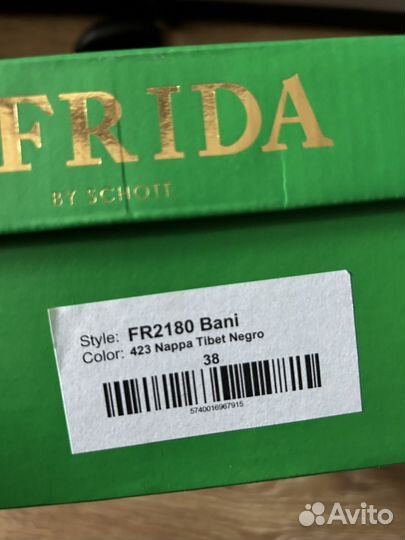 FRIDA
BY SCHOTT
Style: FR2180 Bani
Color: 423 Nappa Tibet Negro
38
5740016967915
Avito